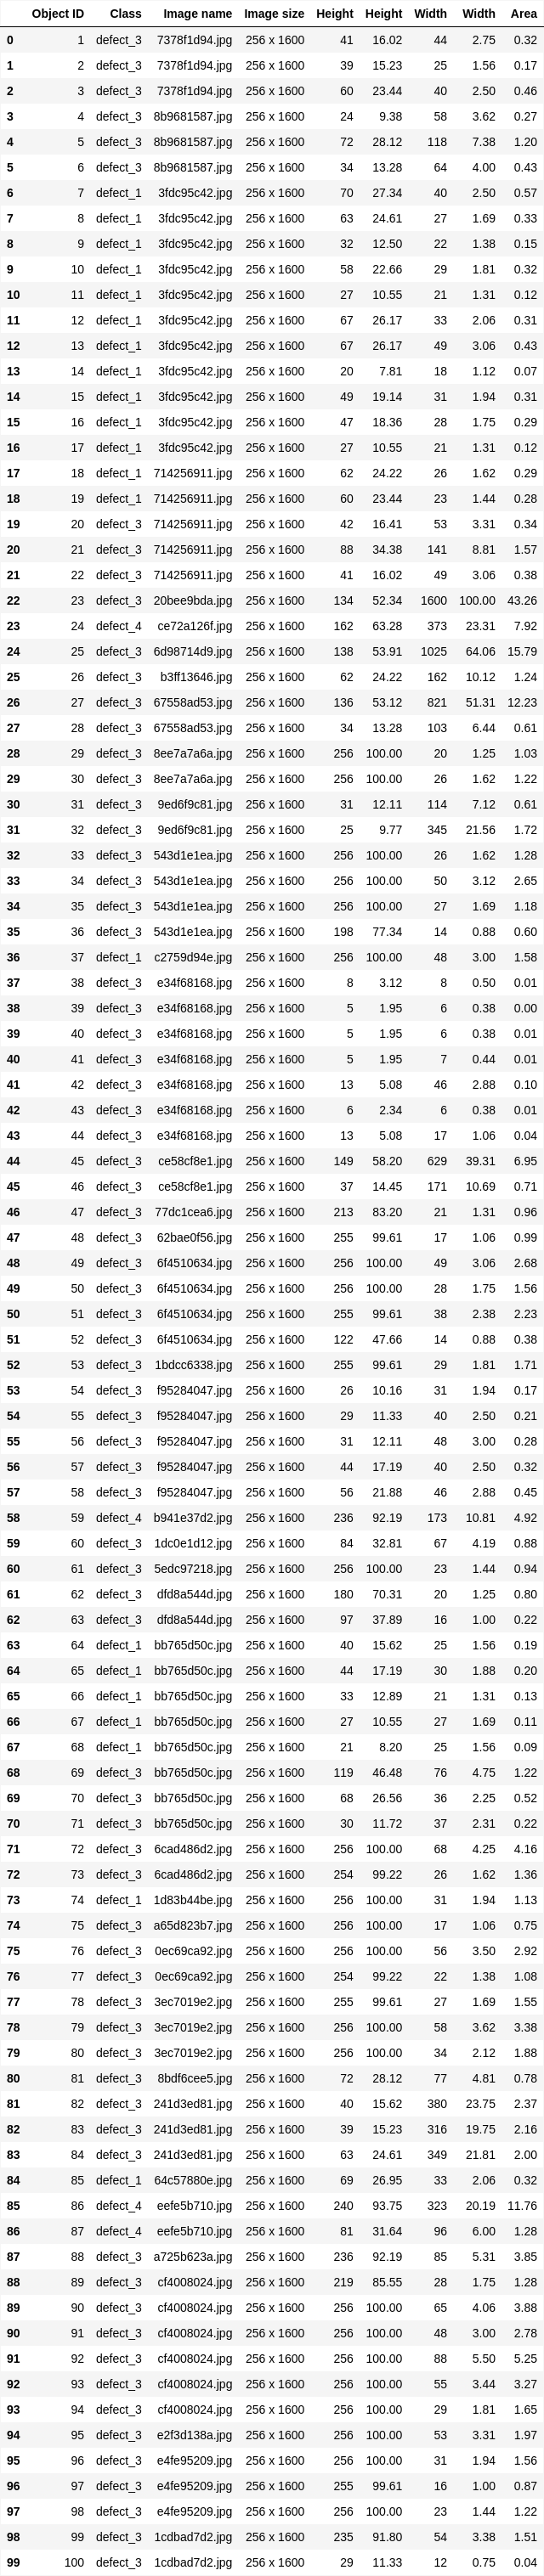 Object ID Class Image name Image size Height Height Width Width Area
0 1 defect_3 7378f1d94.jpg 256 x 1600 41 16.02 44 2.75 0.32
1 2 defect_3 7378f1d94.jpg 256 x 1600 39 15.23 25 1.56 0.17
2 3 defect_3 7378f1d94.jpg 256 x 1600 60 23.44 40 2.50 0.46
3 4 defect_3 8b9681587.jpg 256 x 1600 24 9.38 58 3.62 0.27
4 5 defect_3 8b9681587.jpg 256 x 1600 72 28.12 118 7.38 1.20
5 6 defect_3 8b9681587.jpg 256 x 1600 34 13.28 64 4.00 0.43
6 7 defect_1 3fdc95c42.jpg 256 x 1600 70 27.34 40 2.50 0.57
7 8 defect_1 3fdc95c42.jpg 256 x 1600 63 24.61 27 1.69 0.33
8 9 defect_1 3fdc95c42.jpg 256 x 1600 32 12.50 22 1.38 0.15
9 10 defect_1 3fdc95c42.jpg 256 x 1600 58 22.66 29 1.81 0.32
10 11 defect_1 3fdc95c42.jpg 256 x 1600 27 10.55 21 1.31 0.12
11 12 defect_1 3fdc95c42.jpg 256 x 1600 67 26.17 33 2.06 0.31
12 13 defect_1 3fdc95c42.jpg 256 x 1600 67 26.17 49 3.06 0.43
13 14 defect_1 3fdc95c42.jpg 256 x 1600 20 7.81 18 1.12 0.07
14 15 defect_1 3fdc95c42.jpg 256 x 1600 49 19.14 31 1.94 0.31
15 16 defect_1 3fdc95c42.jpg 256 x 1600 47 18.36 28 1.75 0.29
16 17 defect_1 3fdc95c42.jpg 256 x 1600 27 10.55 21 1.31 0.12
17 18 defect_1 714256911.jpg 256 x 1600 62 24.22 26 1.62 0.29
18 19 defect_1 714256911.jpg 256 x 1600 60 23.44 23 1.44 0.28
19 20 defect_3 714256911.jpg 256 x 1600 42 16.41 53 3.31 0.34
20 21 defect_3 714256911.jpg 256 x 1600 88 34.38 141 8.81 1.57
21 22 defect_3 714256911.jpg 256 x 1600 41 16.02 49 3.06 0.38
22 23 defect_3 20bee9bda.jpg 256 x 1600 134 52.34 1600 100.00 43.26
23 24 defect_4 ce72a126f.jpg 256 x 1600 162 63.28 373 23.31 7.92
24 25 defect_3 6d98714d9.jpg 256 x 1600 138 53.91 1025 64.06 15.79
25 26 defect_3 b3ff13646.jpg 256 x 1600 62 24.22 162 10.12 1.24
26 27 defect_3 67558ad53.jpg 256 x 1600 136 53.12 821 51.31 12.23
27 28 defect_3 67558ad53.jpg 256 x 1600 34 13.28 103 6.44 0.61
28 29 defect_3 8ee7a7a6a.jpg 256 x 1600 256 100.00 20 1.25 1.03
29 30 defect_3 8ee7a7a6a.jpg 256 x 1600 256 100.00 26 1.62 1.22
30 31 defect_3 9ed6f9c81.jpg 256 x 1600 31 12.11 114 7.12 0.61
31 32 defect_3 9ed6f9c81.jpg 256 x 1600 25 9.77 345 21.56 1.72
32 33 defect_3 543d1e1ea.jpg 256 x 1600 256 100.00 26 1.62 1.28
33 34 defect_3 543d1e1ea.jpg 256 x 1600 256 100.00 50 3.12 2.65
34 35 defect_3 543d1e1ea.jpg 256 x 1600 256 100.00 27 1.69 1.18
35 36 defect_3 543d1e1ea.jpg 256 x 1600 198 77.34 14 0.88 0.60
36 37 defect_1 c2759d94e.jpg 256 x 1600 256 100.00 48 3.00 1.58
37 38 defect_3 e34f68168.jpg 256 x 1600 8 3.12 8 0.50 0.01
38 39 defect_3 e34f68168.jpg 256 x 1600 5 1.95 6 0.38 0.00
39 40 defect_3 e34f68168.jpg 256 x 1600 5 1.95 6 0.38 0.01
40 41 defect_3 e34f68168.jpg 256 x 1600 5 1.95 7 0.44 0.01
41 42 defect_3 e34f68168.jpg 256 x 1600 13 5.08 46 2.88 0.10
42 43 defect_3 e34f68168.jpg 256 x 1600 6 2.34 6 0.38 0.01
43 44 defect_3 e34f68168.jpg 256 x 1600 13 5.08 17 1.06 0.04
44 45 defect_3 ce58cf8e1.jpg 256 x 1600 149 58.20 629 39.31 6.95
45 46 defect_3 ce58cf8e1.jpg 256 x 1600 37 14.45 171 10.69 0.71
46 47 defect_3 77dc1cea6.jpg 256 x 1600 213 83.20 21 1.31 0.96
47 48 defect_3 62bae0f56.jpg 256 x 1600 255 99.61 17 1.06 0.99
48 49 defect_3 6f4510634.jpg 256 x 1600 256 100.00 49 3.06 2.68
49 50 defect_3 6f4510634.jpg 256 x 1600 256 100.00 28 1.75 1.56
50 51 defect_3 6f4510634.jpg 256 x 1600 255 99.61 38 2.38 2.23
51 52 defect_3 6f4510634.jpg 256 x 1600 122 47.66 14 0.88 0.38
52 53 defect_3 1bdcc6338.jpg 256 x 1600 255 99.61 29 1.81 1.71
53 54 defect_3 f95284047.jpg 256 x 1600 26 10.16 31 1.94 0.17
54 55 defect_3 f95284047.jpg 256 x 1600 29 11.33 40 2.50 0.21
55 56 defect_3 f95284047.jpg 256 x 1600 31 12.11 48 3.00 0.28
56 57 defect_3 f95284047.jpg 256 x 1600 44 17.19 40 2.50 0.32
57 58 defect_3 f95284047.jpg 256 x 1600 56 21.88 46 2.88 0.45
58 59 defect_4 b941e37d2.jpg 256 x 1600 236 92.19 173 10.81 4.92
59 60 defect_3 1dc0e1d12.jpg 256 x 1600 84 32.81 67 4.19 0.88
60 61 defect_3 5edc97218.jpg 256 x 1600 256 100.00 23 1.44 0.94
61 62 defect_3 dfd8a544d.jpg 256 x 1600 180 70.31 20 1.25 0.80
62 63 defect_3 dfd8a544d.jpg 256 x 1600 97 37.89 16 1.00 0.22
63 64 defect_1 bb765d50c.jpg 256 x 1600 40 15.62 25 1.56 0.19
64 65 defect_1 bb765d50c.jpg 256 x 1600 44 17.19 30 1.88 0.20
65 66 defect_1 bb765d50c.jpg 256 x 1600 33 12.89 21 1.31 0.13
66 67 defect_1 bb765d50c.jpg 256 x 1600 27 10.55 27 1.69 0.11
67 68 defect_1 bb765d50c.jpg 256 x 1600 21 8.20 25 1.56 0.09
68 69 defect_3 bb765d50c.jpg 256 x 1600 119 46.48 76 4.75 1.22
69 70 defect_3 bb765d50c.jpg 256 x 1600 68 26.56 36 2.25 0.52
70 71 defect_3 bb765d50c.jpg 256 x 1600 30 11.72 37 2.31 0.22
71 72 defect_3 6cad486d2.jpg 256 x 1600 256 100.00 68 4.25 4.16
72 73 defect_3 6cad486d2.jpg 256 x 1600 254 99.22 26 1.62 1.36
73 74 defect_1 1d83b44be.jpg 256 x 1600 256 100.00 31 1.94 1.13
74 75 defect_3 a65d823b7.jpg 256 x 1600 256 100.00 17 1.06 0.75
75 76 defect_3 0ec69ca92.jpg 256 x 1600 256 100.00 56 3.50 2.92
76 77 defect_3 0ec69ca92.jpg 256 x 1600 254 99.22 22 1.38 1.08
77 78 defect_3 3ec7019e2.jpg 256 x 1600 255 99.61 27 1.69 1.55
78 79 defect_3 3ec7019e2.jpg 256 x 1600 256 100.00 58 3.62 3.38
79 80 defect_3 3ec7019e2.jpg 256 x 1600 256 100.00 34 2.12 1.88
80 81 defect_3 8bdf6cee5.jpg 256 x 1600 72 28.12 77 4.81 0.78
81 82 defect_3 241d3ed81.jpg 256 x 1600 40 15.62 380 23.75 2.37
82 83 defect_3 241d3ed81.jpg 256 x 1600 39 15.23 316 19.75 2.16
83 84 defect_3 241d3ed81.jpg 256 x 1600 63 24.61 349 21.81 2.00
84 85 defect_1 64c57880e.jpg 256 x 1600 69 26.95 33 2.06 0.32
85 86 defect_4 eefe5b710.jpg 256 x 1600 240 93.75 323 20.19 11.76
86 87 defect_4 eefe5b710.jpg 256 x 1600 81 31.64 96 6.00 1.28
87 88 defect_3 a725b623a.jpg 256 x 1600 236 92.19 85 5.31 3.85
88 89 defect_3 cf4008024.jpg 256 x 1600 219 85.55 28 1.75 1.28
89 90 defect_3 cf4008024.jpg 256 x 1600 256 100.00 65 4.06 3.88
90 91 defect_3 cf4008024.jpg 256 x 1600 256 100.00 48 3.00 2.78
91 92 defect_3 cf4008024.jpg 256 x 1600 256 100.00 88 5.50 5.25
92 93 defect_3 cf4008024.jpg 256 x 1600 256 100.00 55 3.44 3.27
93 94 defect_3 cf4008024.jpg 256 x 1600 256 100.00 29 1.81 1.65
94 95 defect_3 e2f3d138a.jpg 256 x 1600 256 100.00 53 3.31 1.97
95 96 defect_3 e4fe95209.jpg 256 x 1600 256 100.00 31 1.94 1.56
96 97 defect_3 e4fe95209.jpg 256 x 1600 255 99.61 16 1.00 0.87
97 98 defect_3 e4fe95209.jpg 256 x 1600 256 100.00 23 1.44 1.22
98 99 defect_3 1cdbad7d2.jpg 256 x 1600 235 91.80 54 3.38 1.51
99 100 defect_3 1cdbad7d2.jpg 256 x 1600 29 11.33 12 0.75 0.04